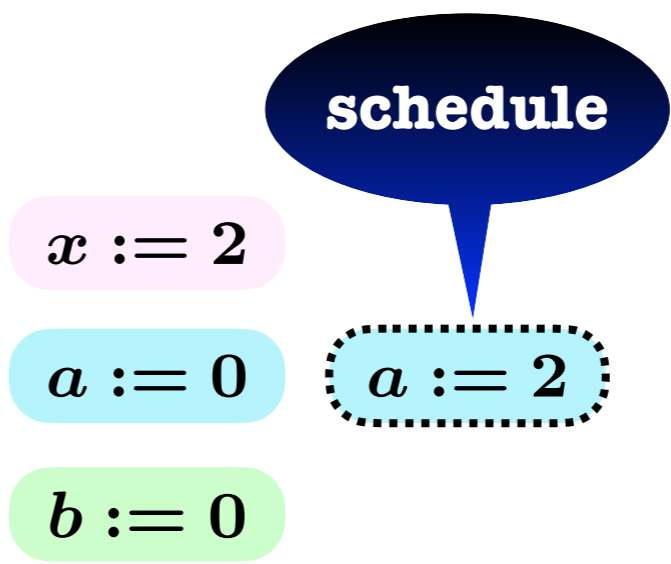 schedule
x := 2
a := 0 a := 2
b := 0